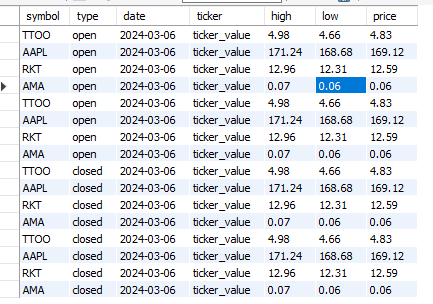 symbol type date ticker high low price
TTOO open 2024-03-06 ticker_value 4.98 4.66 4.83
AAPL open 2024-03-06 ticker_value 171.24 168.68 169.12
RKT open 2024-03-06 ticker_value 12.96 12.31 12.59
AMA open 2024-03-06 ticker_value 0.07 0.06 0.06
TTOO open 2024-03-06 ticker_value 4.98 4.66 4.83
AAPL open 2024-03-06 ticker_value 171.24 168.68 169.12
RKT open 2024-03-06 ticker_value 12.96 12.31 12.59
AMA open 2024-03-06 ticker_value 0.07 0.06 0.06
TTOO closed 2024-03-06 ticker_value 4.98 4.66 4.83
AAPL closed 2024-03-06 ticker_value 171.24 168.68 169.12
RKT closed 2024-03-06 ticker_value 12.96 12.31 12.59
AMA closed 2024-03-06 ticker_value 0.07 0.06 0.06
TTOO closed 2024-03-06 ticker_value 4.98 4.66 4.83
AAPL closed 2024-03-06 ticker_value 171.24 168.68 169.12
RKT closed 2024-03-06 ticker_value 12.96 12.31 12.59
AMA closed 2024-03-06 ticker_value 0.07 0.06 0.06